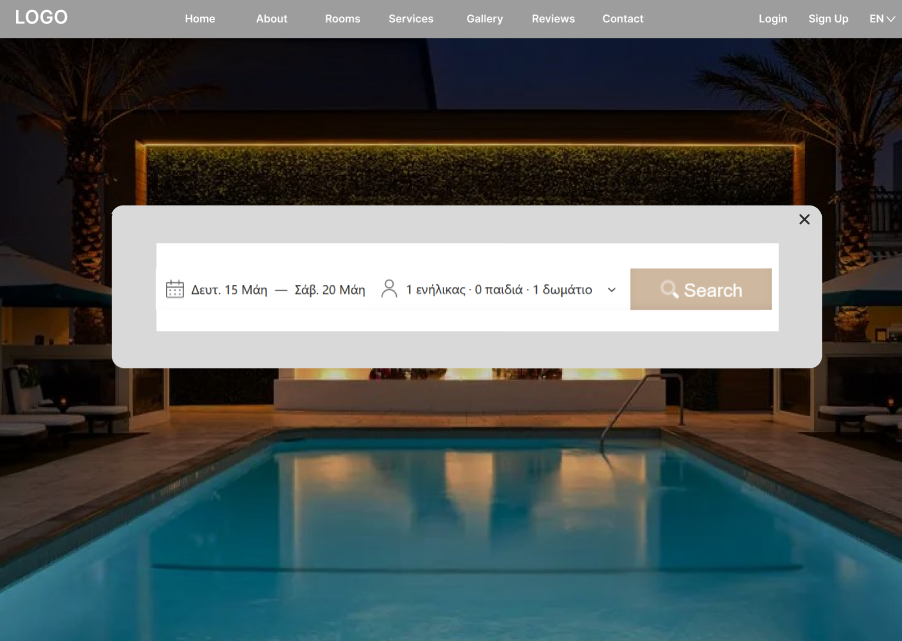 LOGO Home About Rooms Services Gallery Reviews Contact Login Sign Up EN
Δευτ. 15 Μάη — Σάβ. 20 Μάη 1 ενήλικας · 0 παιδιά · 1 δωμάτιο Search